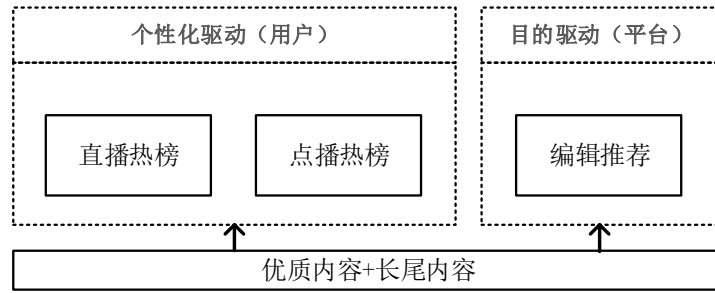 个性化驱动（用户）
目的驱动（平台）
直播热榜
点播热榜
编辑推荐
优质内容+长尾内容